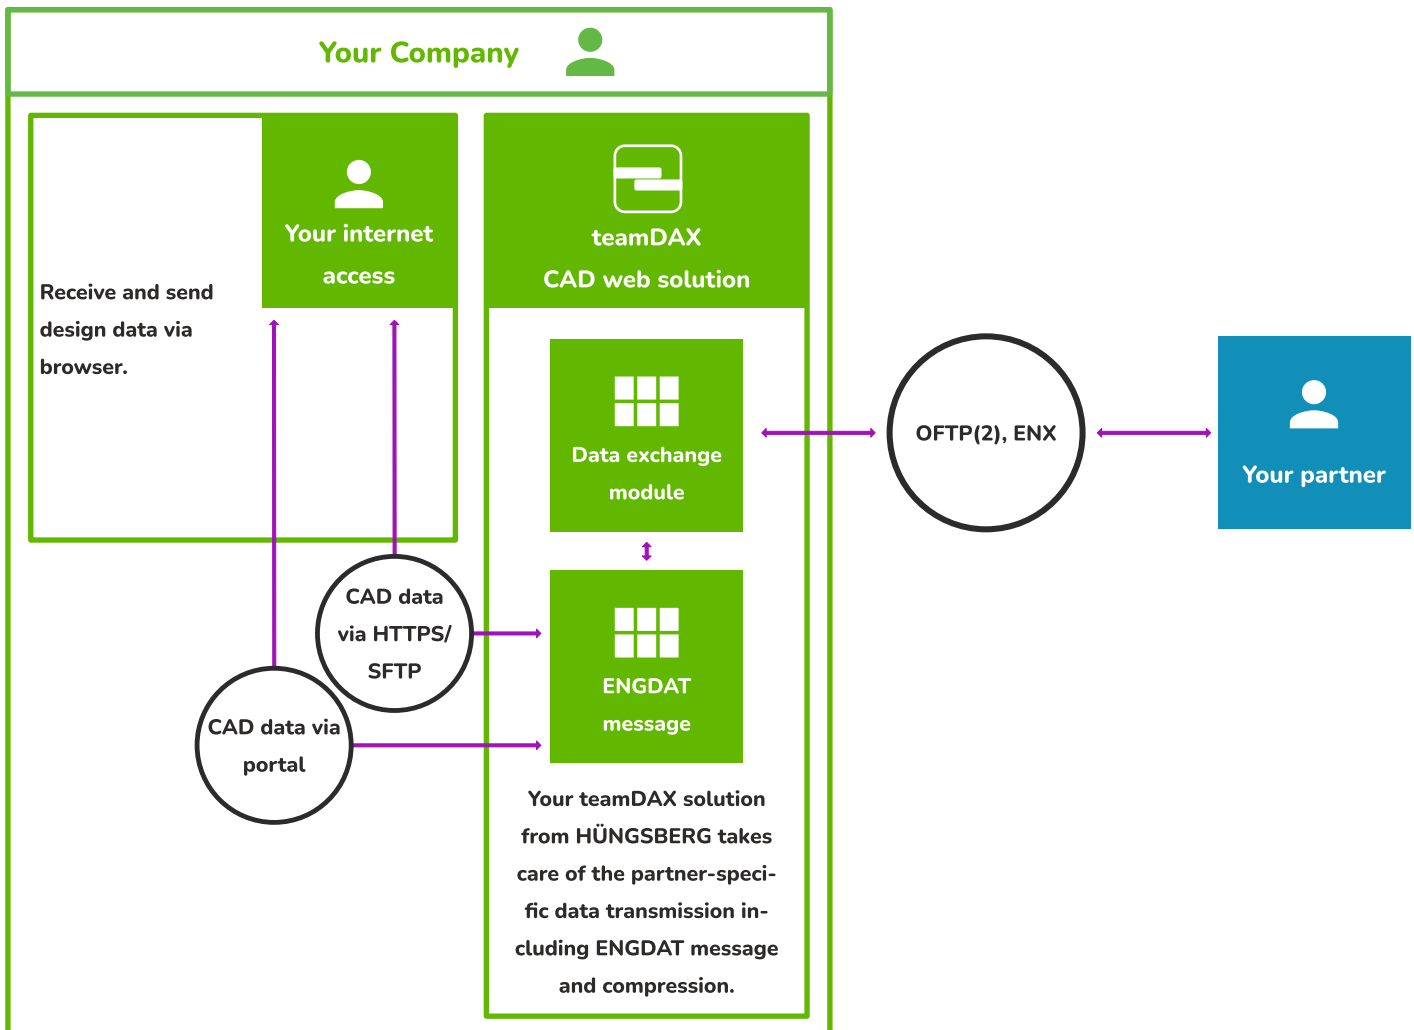 Your Company
Your internet
access
Receive and send
design data via
browser.
teamDAX
CAD web solution
Data exchange
module
OFTP(2), ENX
Your partner
CAD data
via HTTPS/
SFTP
ENGDAT
message
CAD data via
portal
Your teamDAX solution
from HÜNGSBERG takes
care of the partner-speci-
fic data transmission in-
cluding ENGDAT message
and compression.